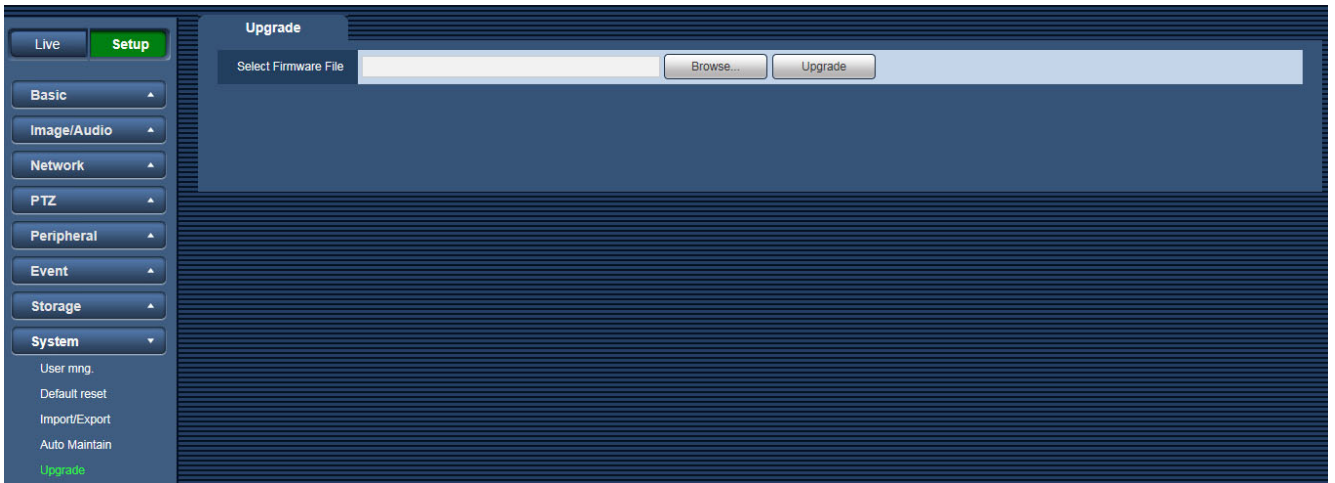 Live Setup
Basic
Image/Audio
Network
PTZ
Peripheral
Event
Storage
System
User mng.
Default reset
Import/Export
Auto Maintain
Upgrade
Upgrade
Select Firmware File Browse... Upgrade